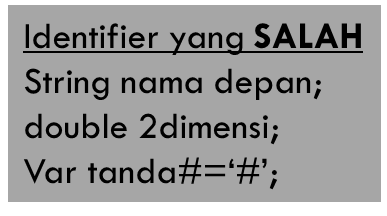 Identifier yang SALAH
String nama depan;
double 2dimensi;
Var tanda#=‘#’;